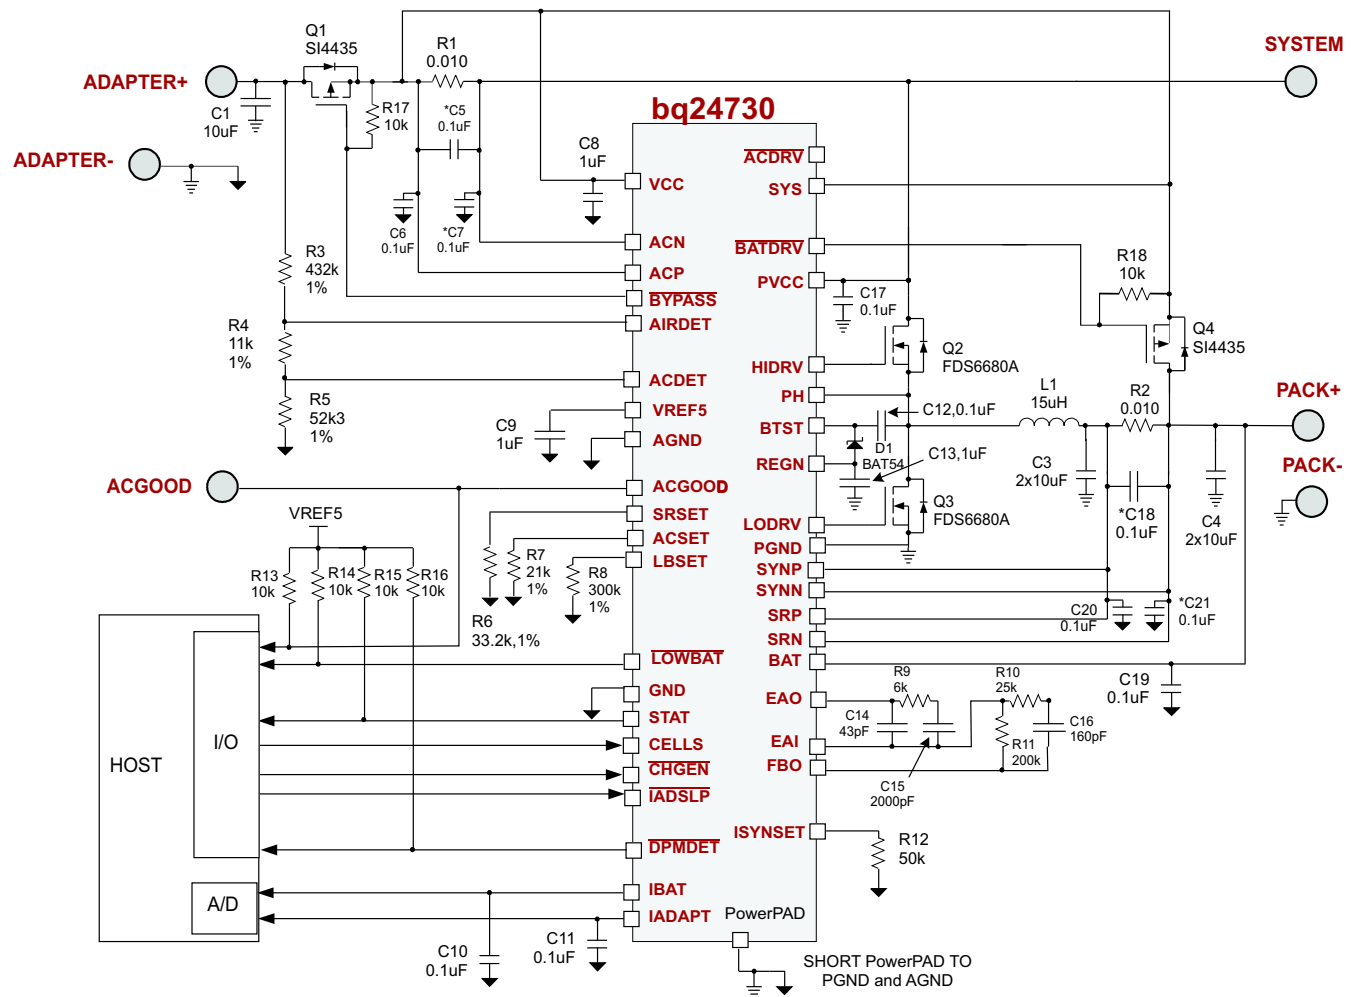 Q1
SI4435
R1
0.010
SYSTEM
ADAPTER+
C1
10uF
R17
10k
*C5
0.1uF
bq24730
ADAPTER-
C8
1uF
ACDRV
VCC
SYS
C6
0.1uF
*C7
0.1uF
ACN
BATDRV
R3
432k
1%
ACP
PVCC
R18
10k
C17
0.1uF
BYPASS
AIRDET
R4
11k
1%
Q4
SI4435
Q2
FDS6680A
HIDRV
ACDET
PH
R5
52k3
1%
VREF5
L1
15uH
R2
0.010
PACK+
C12,0.1uF
BTST
C9
1uF
AGND
D1
BAT54
C13,1uF
REGN
C3
2x10uF
PACK-
ACGOOD
ACGOOD
Q3
FDS6680A
*C18
0.1uF
C4
2x10uF
VREF5
SRSET
LODRV
ACSET
PGND
LBSET
R7
21k
1%
R8
300k
1%
SYNP
R13
10k
R14
10k
R15
10k
R16
10k
SYNN
R6
33.2k,1%
SRP
C20
0.1uF
*C21
0.1uF
SRN
LOWBAT
BAT
C19
0.1uF
GND
EAO
R9
6k
R10
25k
STAT
C14
43pF
C16
160pF
I/O
CELLS
EAI
R11
200k
HOST
CHGEN
FBO
C15
2000pF
IADSLP
ISYNSET
R12
50k
DPMDET
IBAT
A/D
IADAPT
PowerPAD
C10
0.1uF
C11
0.1uF
SHORT PowerPAD TO
PGND and AGND